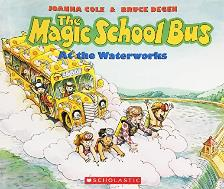 JOANNA COLE & BRUCE DEGEN
The
Magic School Bus
At the Waterworks
SCHOLASTIC